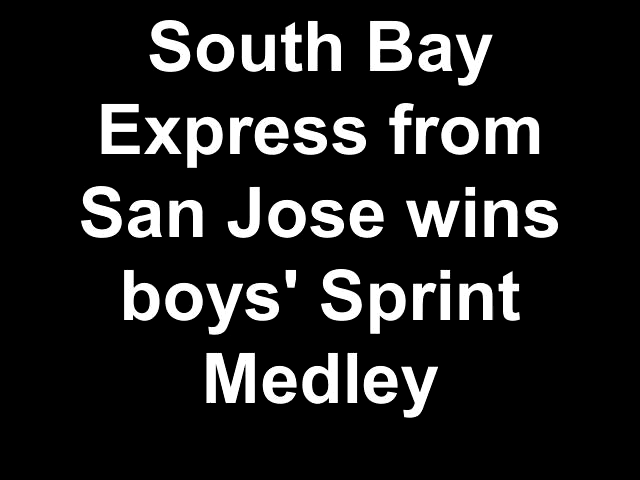 South Bay
Express from
San Jose wins
boys' Sprint
Medley